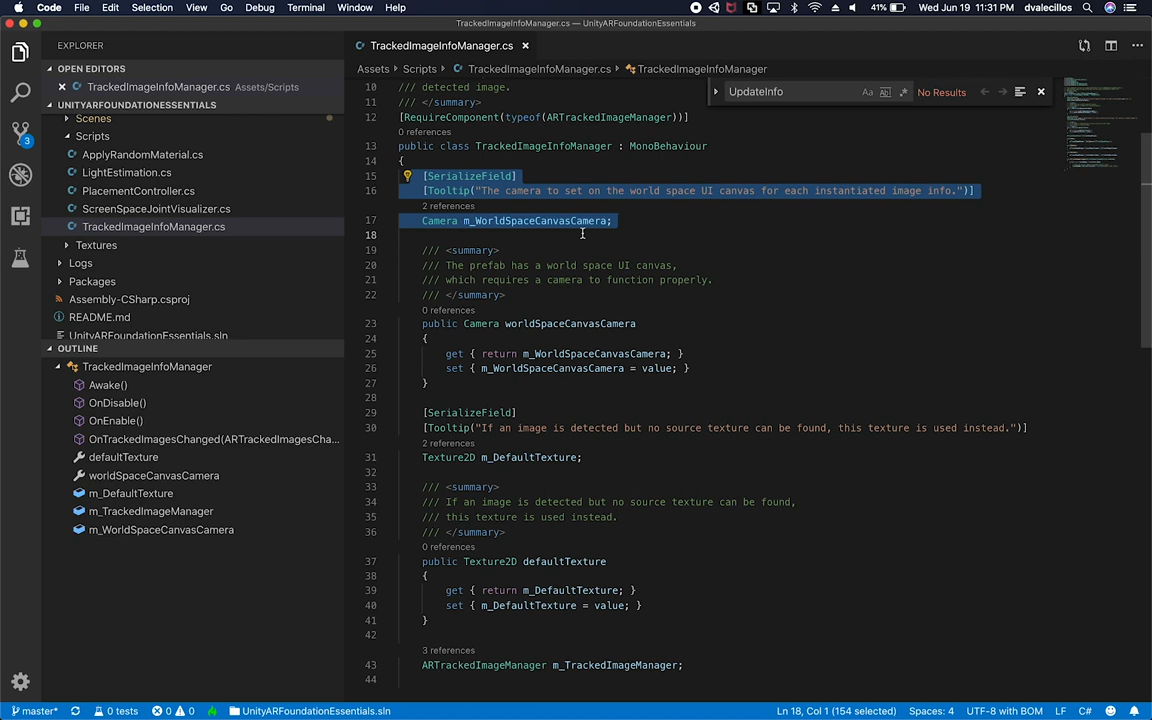 Code File Edit Selection View Go Debug Terminal Window Help 41% Wed Jun 19 11:31 PM dvalecillos
TrackedImageInfoManager.cs — UnityARFoundationEssentials
EXPLORER
OPEN EDITORS
TrackedImageInfoManager.cs Assets/Scripts
UNITYARFOUNDATIONESSENTIALS
Scenes
Scripts
ApplyRandomMaterial.cs
LightEstimation.cs
PlacementController.cs
ScreenSpaceJointVisualizer.cs
TrackedImageInfoManager.cs
Textures
Logs
Packages
Assembly-CSharp.csproj
README.md
UnityARFoundationEssentials.sln
OUTLINE
TrackedImageInfoManager
Awake()
OnDisable()
OnEnable()
OnTrackedImagesChanged(ARTrackedImagesCha...
defaultTexture
worldSpaceCanvasCamera
m_DefaultTexture
m_TrackedImageManager
m_WorldSpaceCanvasCamera
3
TrackedImageInfoManager.cs
Assets › Scripts › TrackedImageInfoManager.cs › TrackedImageInfoManager
UpdateInfo Aa Abl .* No Results
10 /// detected image.
11 /// </summary>
12 [RequireComponent(typeof(ARTrackedImageManager))]
0 references
13 public class TrackedImageInfoManager : MonoBehaviour
14 {
15 [SerializeField]
16 [Tooltip("The camera to set on the world space UI canvas for each instantiated image info.")]
2 references
17 Camera m_WorldSpaceCanvasCamera;
18
19 /// <summary>
20 /// The prefab has a world space UI canvas,
21 /// which requires a camera to function properly.
22 /// </summary>
0 references
23 public Camera worldSpaceCanvasCamera
24 {
25 get { return m_WorldSpaceCanvasCamera; }
26 set { m_WorldSpaceCanvasCamera = value; }
27 }
28
29 [SerializeField]
30 [Tooltip("If an image is detected but no source texture can be found, this texture is used instead.")]
2 references
31 Texture2D m_DefaultTexture;
32
33 /// <summary>
34 /// If an image is detected but no source texture can be found,
35 /// this texture is used instead.
36 /// </summary>
0 references
37 public Texture2D defaultTexture
38 {
39 get { return m_DefaultTexture; }
40 set { m_DefaultTexture = value; }
41 }
42
3 references
43 ARTrackedImageManager m_TrackedImageManager;
44
master* 0 tests 0 0 UnityARFoundationEssentials.sln Ln 18, Col 1 (154 selected) Spaces: 4 UTF-8 with BOM LF C#